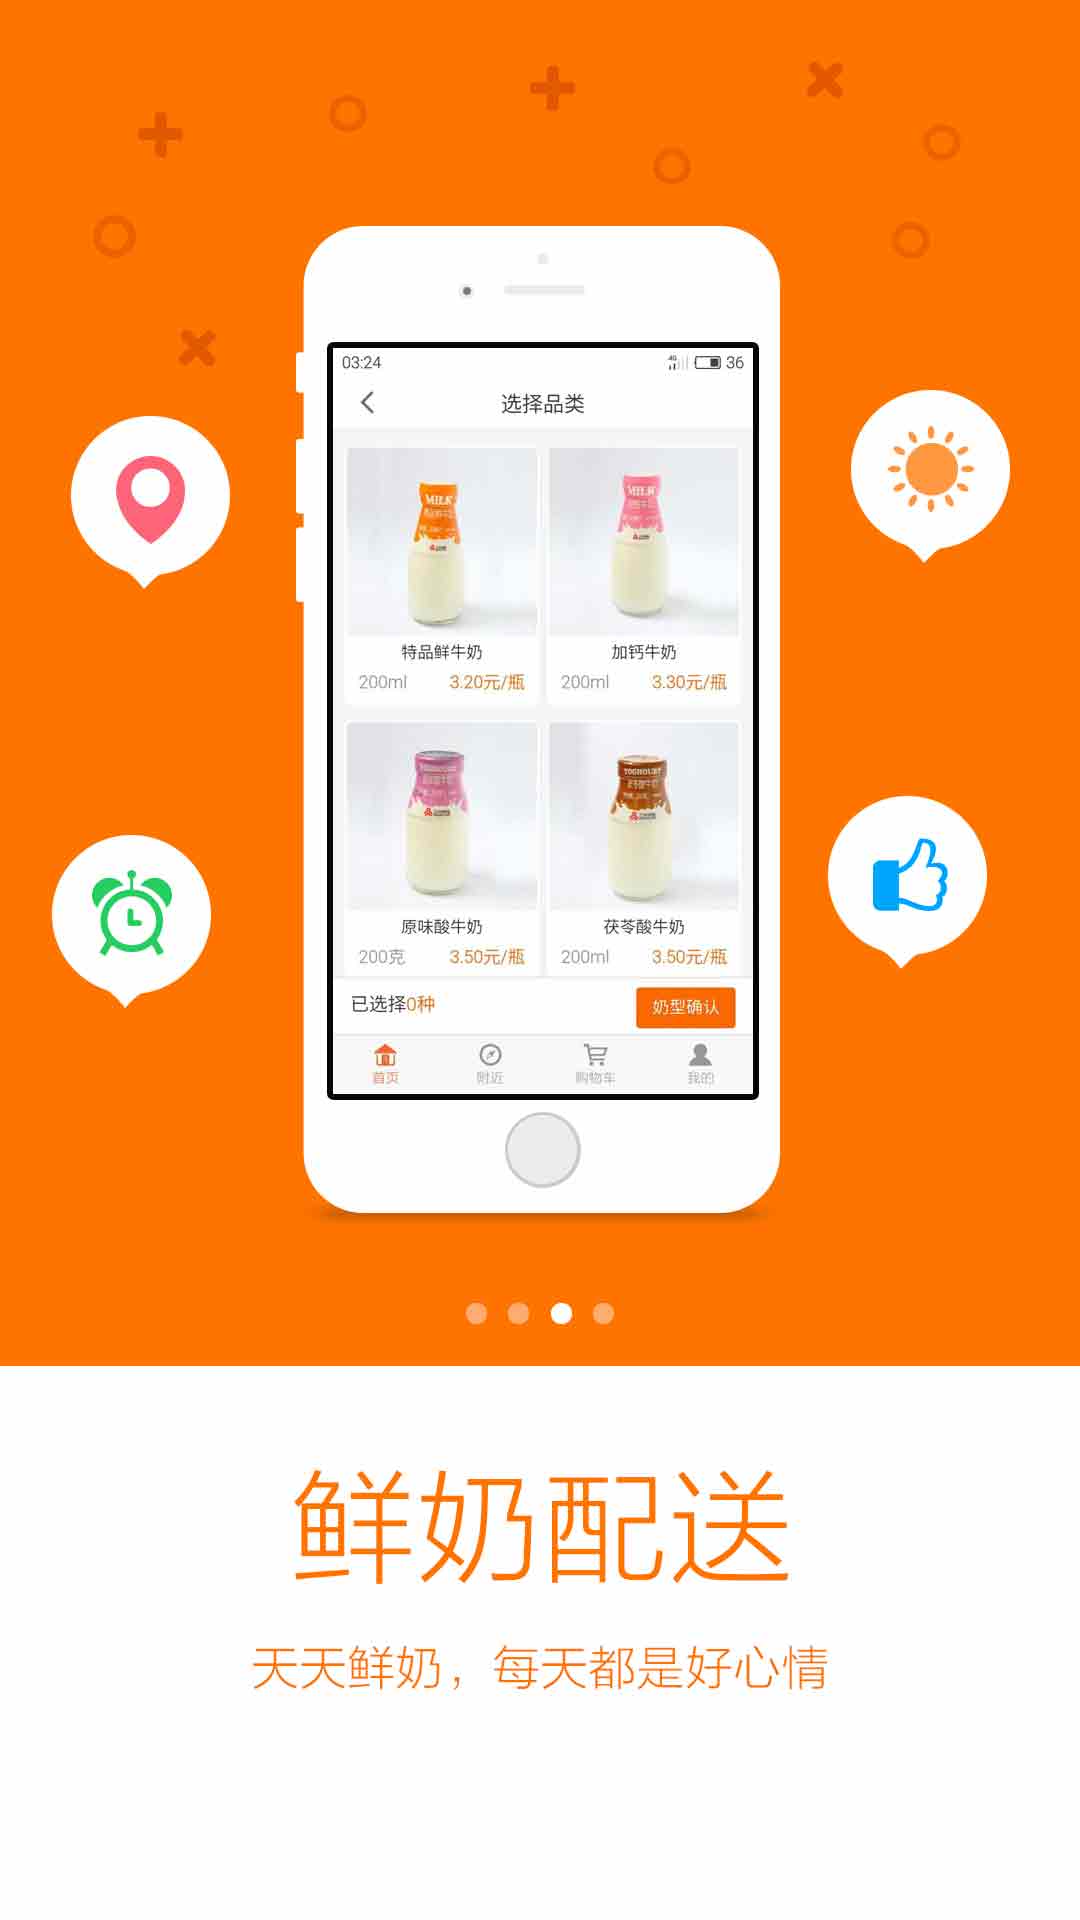 03:24
4G
36
选择品类
MILK
MILK
特品鲜牛奶
加钙牛奶
200ml
3.20元/瓶
200ml
3.30元/瓶
YOGHOURT
YOGHOURT
原味酸牛奶
茯苓酸牛奶
200克
3.50元/瓶
200ml
3.50元/瓶
已选择0种
奶型确认
首页
附近
购物车
我的
鲜奶配送
天天鲜奶，每天都是好心情